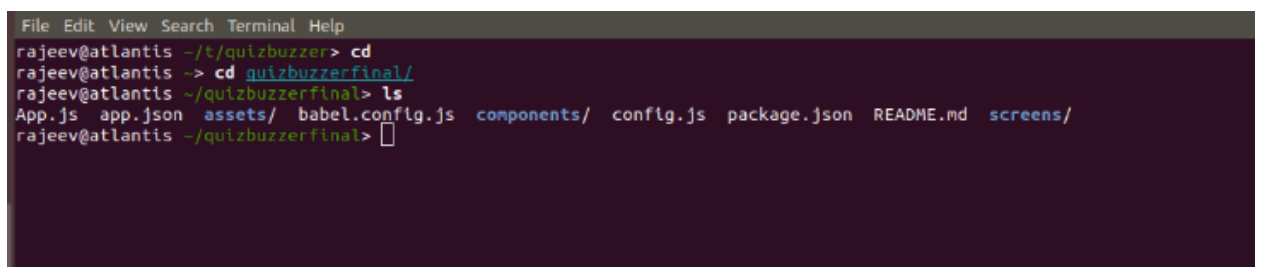 File Edit View Search Terminal Help
rajeev@atlantis ~/t/quizbuzzer> cd
rajeev@atlantis ~> cd quizbuzzerfinal/
rajeev@atlantis ~/quizbuzzerfinal> ls
App.js app.json assets/ babel.config.js components/ config.js package.json README.md screens/
rajeev@atlantis ~/quizbuzzerfinal>